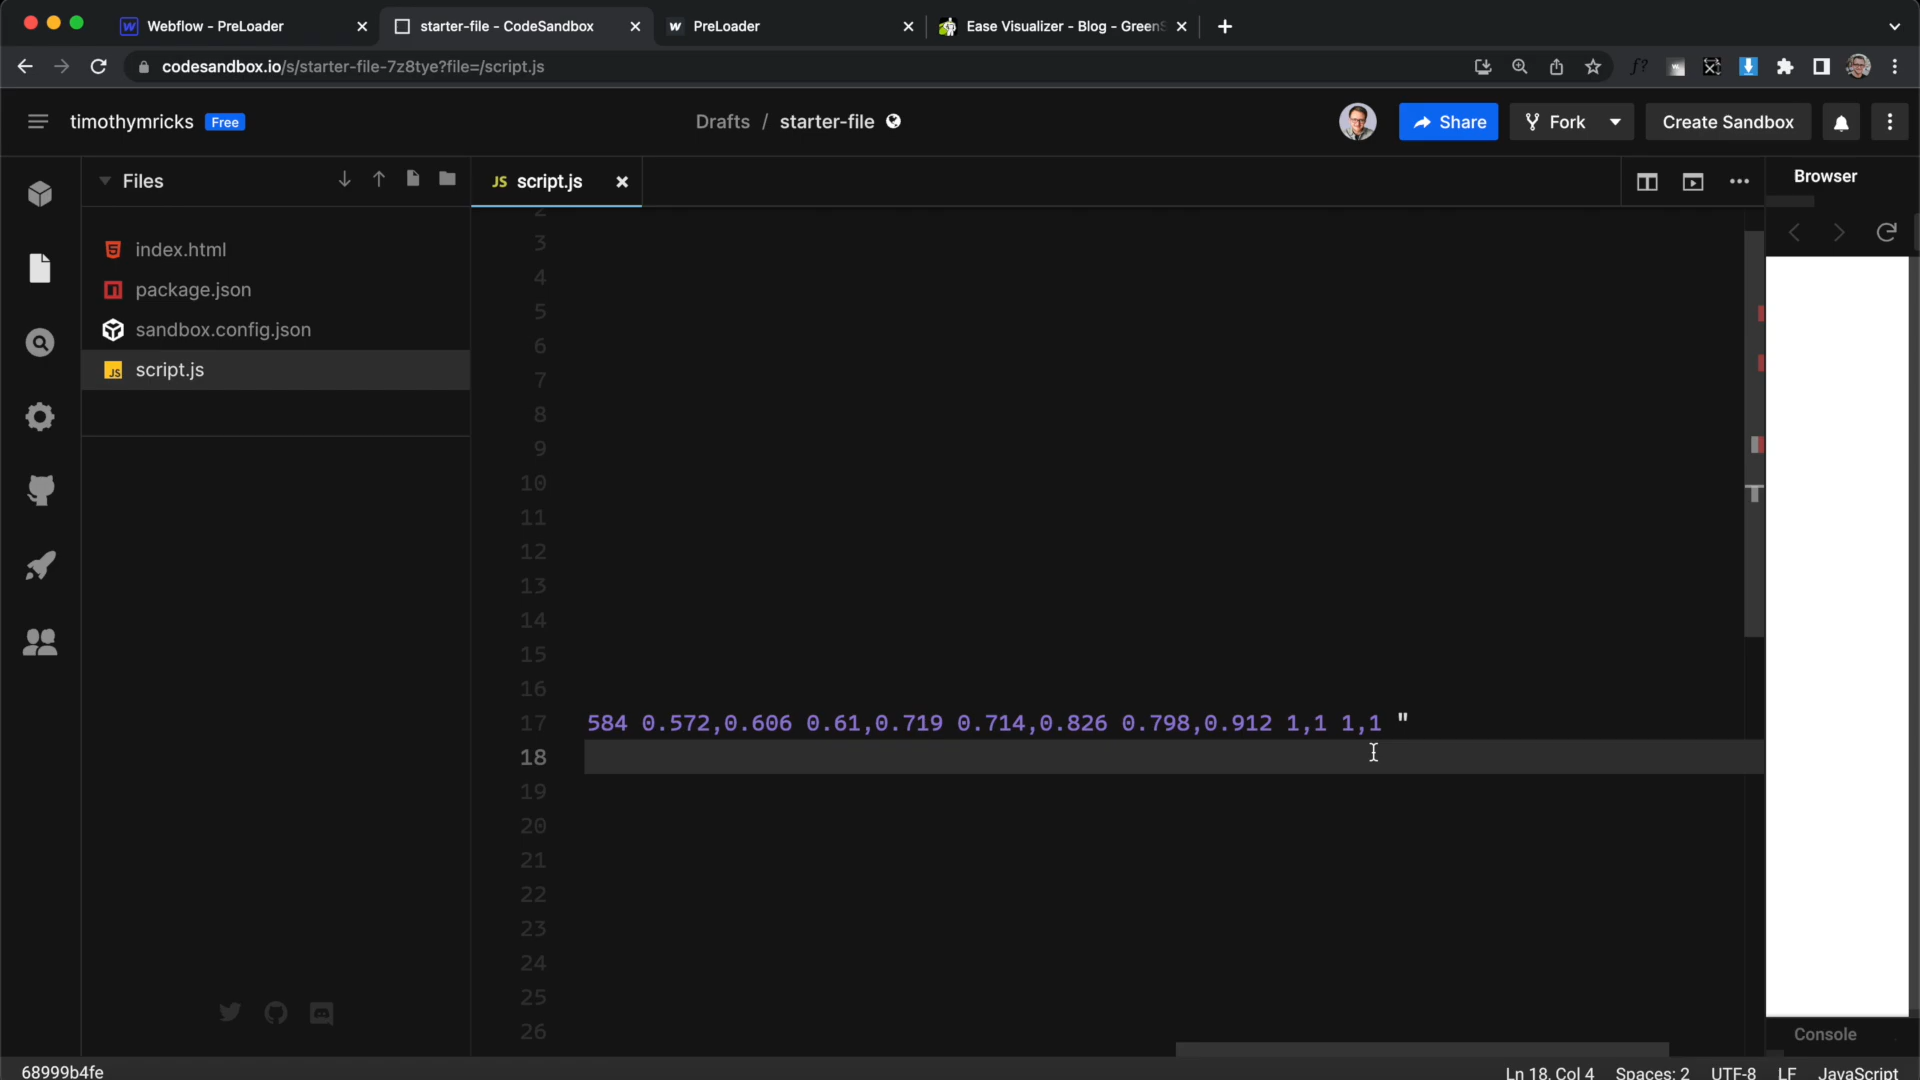 Webflow - PreLoader
starter-file - CodeSandbox
PreLoader
Ease Visualizer - Blog - Green
codesandbox.io/s/starter-file-7z8tye?file=/script.js
timothymricks Free
Drafts / starter-file
Share
Fork
Create Sandbox
Files
JS script.js
Browser
index.html
package.json
sandbox.config.json
JS script.js
2
3
4
5
6
7
8
9
10
11
12
13
14
15
16
17 584 0.572,0.606 0.61,0.719 0.714,0.826 0.798,0.912 1,1 1,1 "
18
19
20
21
22
23
24
25
26
Console
68999b4fe
Ln 18, Col 4 Spaces: 2 UTF-8 LF JavaScript